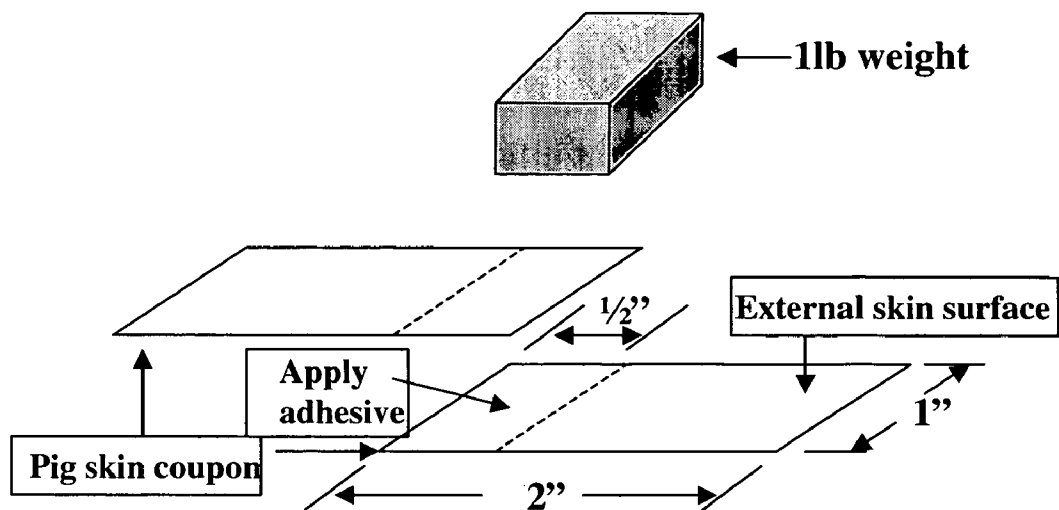 1lb weight
½”
External skin surface
Apply
adhesive
1”
Pig skin coupon
2”